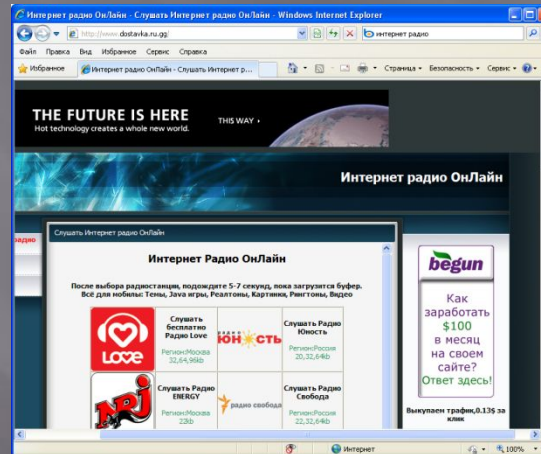 Интернет радио ОнЛайн - Слушать Интернет радио ОнЛайн - Windows Internet Explorer
http://www.dostavka.ru.gg/
интернет радио
Файл Правка Вид Избранное Сервис Справка
Избранное
Интернет радио ОнЛайн - Слушать Интернет р...
Страница Безопасность Сервис
THE FUTURE IS HERE
Hot technology creates a whole new world.
THIS WAY
Интернет радио ОнЛайн
радио
Слушать Интернет радио ОнЛайн
Интернет Радио ОнЛайн
После выбора радиостанции, подождите 5-7 секунд, пока загрузится буфер.
Всё для мобилы: Темы, Java игры, Реалтоны, Картинки, Рингтоны, Видео
LOVE
Слушать
бесплатно
Радио Love
Регион:Москва
32,64,96kb
РАДИО
ЮНОСТЬ
Слушать Радио
Юность
Регион:Россия
20,32,64kb
NRJ
Слушать Радио
ENERGY
Регион:Москва
22kb
радио свобода
Слушать Радио
Свобода
Регион:Россия
22,32,64kb
begun
Как
заработать
$100
в месяц
на своем
сайте?
Ответ здесь!
Выкупаем трафик,0.13$ за
клик
Интернет
100%